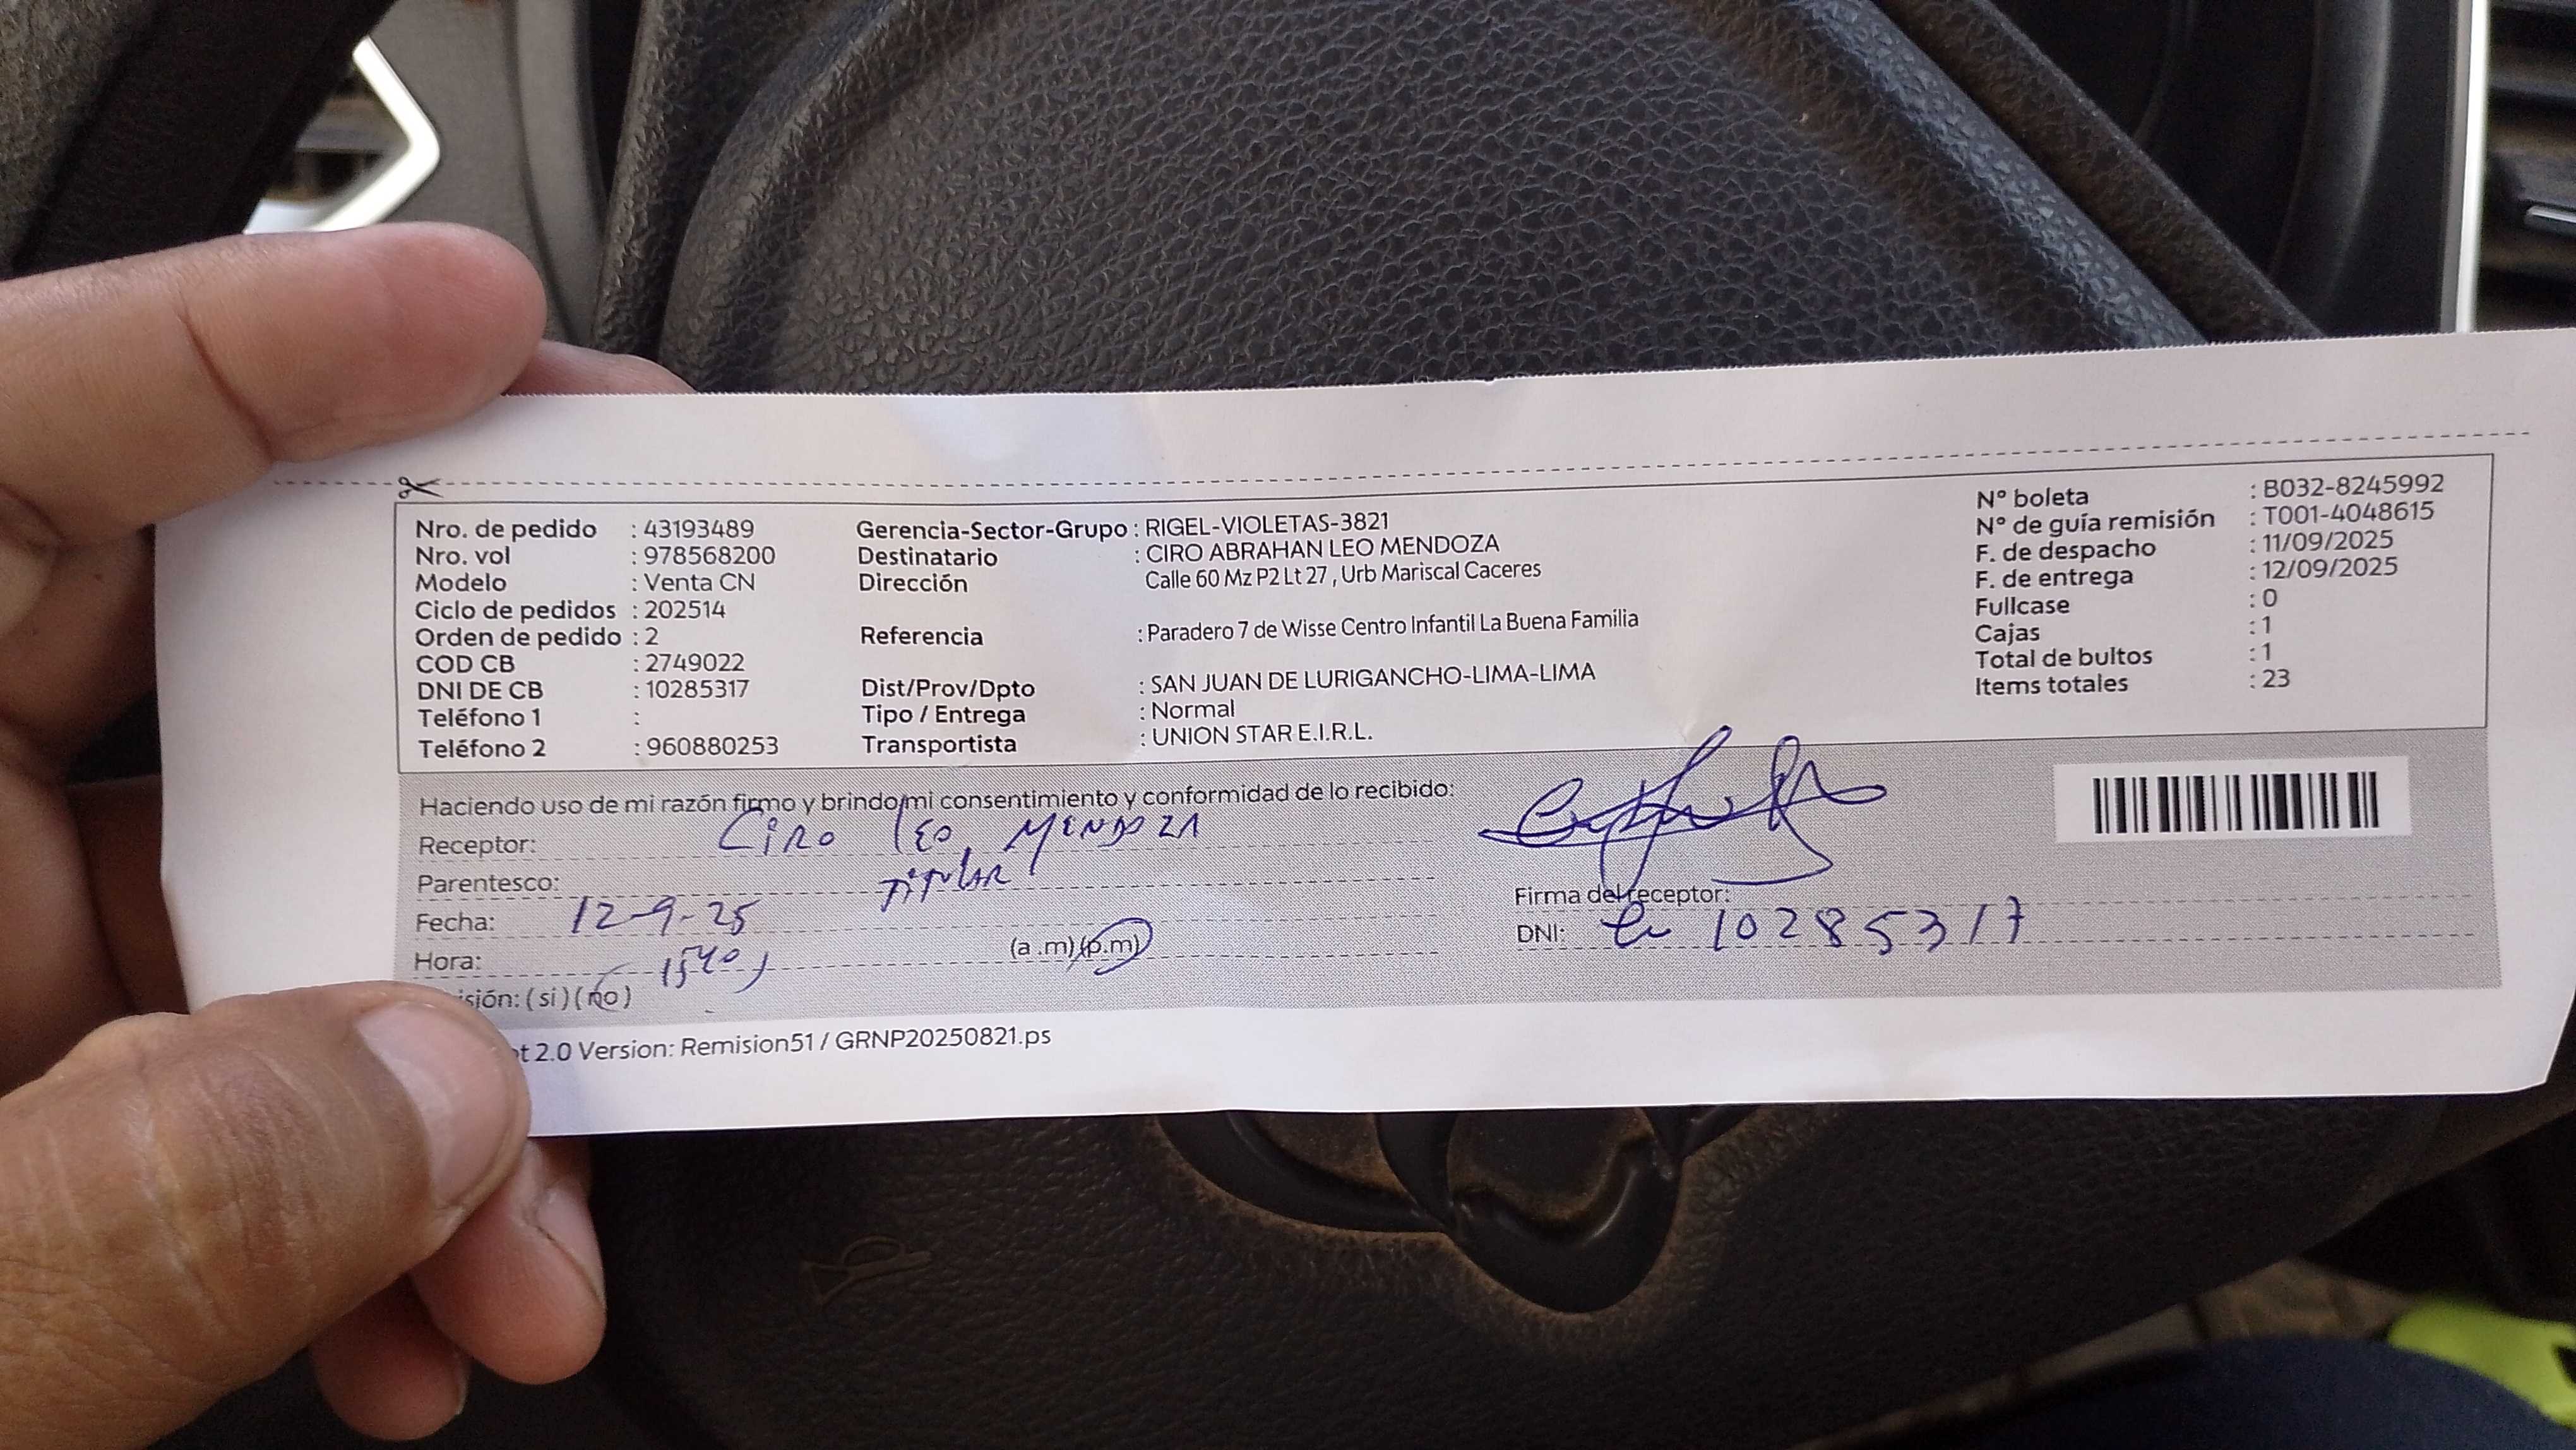 Nro. de pedido : 43193489
Nro. vol : 978568200
Modelo : Venta CN
Ciclo de pedidos : 202514
Orden de pedido : 2
COD CB : 2749022
DNI DE CB : 10285317
Teléfono 1 :
Teléfono 2 : 960880253
Gerencia-Sector-Grupo : RIGEL-VIOLETAS-3821
Destinatario : CIRO ABRAHAN LEO MENDOZA
Dirección Calle 60 Mz P2 Lt 27 , Urb Mariscal Caceres
Referencia : Paradero 7 de Wisse Centro Infantil La Buena Familia
Dist/Prov/Dpto : SAN JUAN DE LURIGANCHO-LIMA-LIMA
Tipo / Entrega : Normal
Transportista : UNION STAR E.I.R.L.
N° boleta : B032-8245992
N° de guía remisión : T001-4048615
F. de despacho : 11/09/2025
F. de entrega : 12/09/2025
Fullcase : 0
Cajas : 1
Total de bultos : 1
Items totales : 23
Haciendo uso de mi razón firmo y brindo mi consentimiento y conformidad de lo recibido:
Receptor: CIRO LEO MENDOZA
Parentesco: TITULAR
Fecha: 12-9-25
Hora: 1540 (a .m) (p.m)
isión: ( si ) ( no )
Firma del receptor:
DNI: 10285317
t 2.0 Version: Remision51 / GRNP20250821.ps